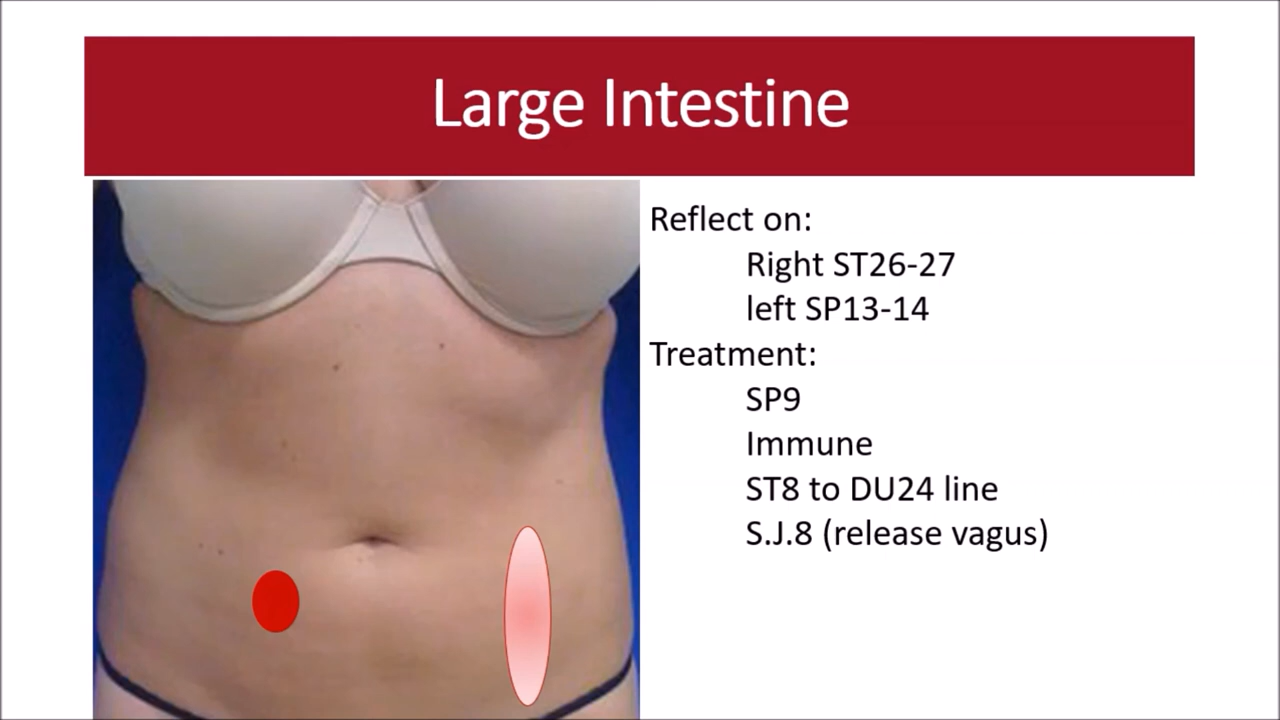 Large Intestine
Reflect on:
Right ST26-27
left SP13-14
Treatment:
SP9
Immune
ST8 to DU24 line
S.J.8 (release vagus)